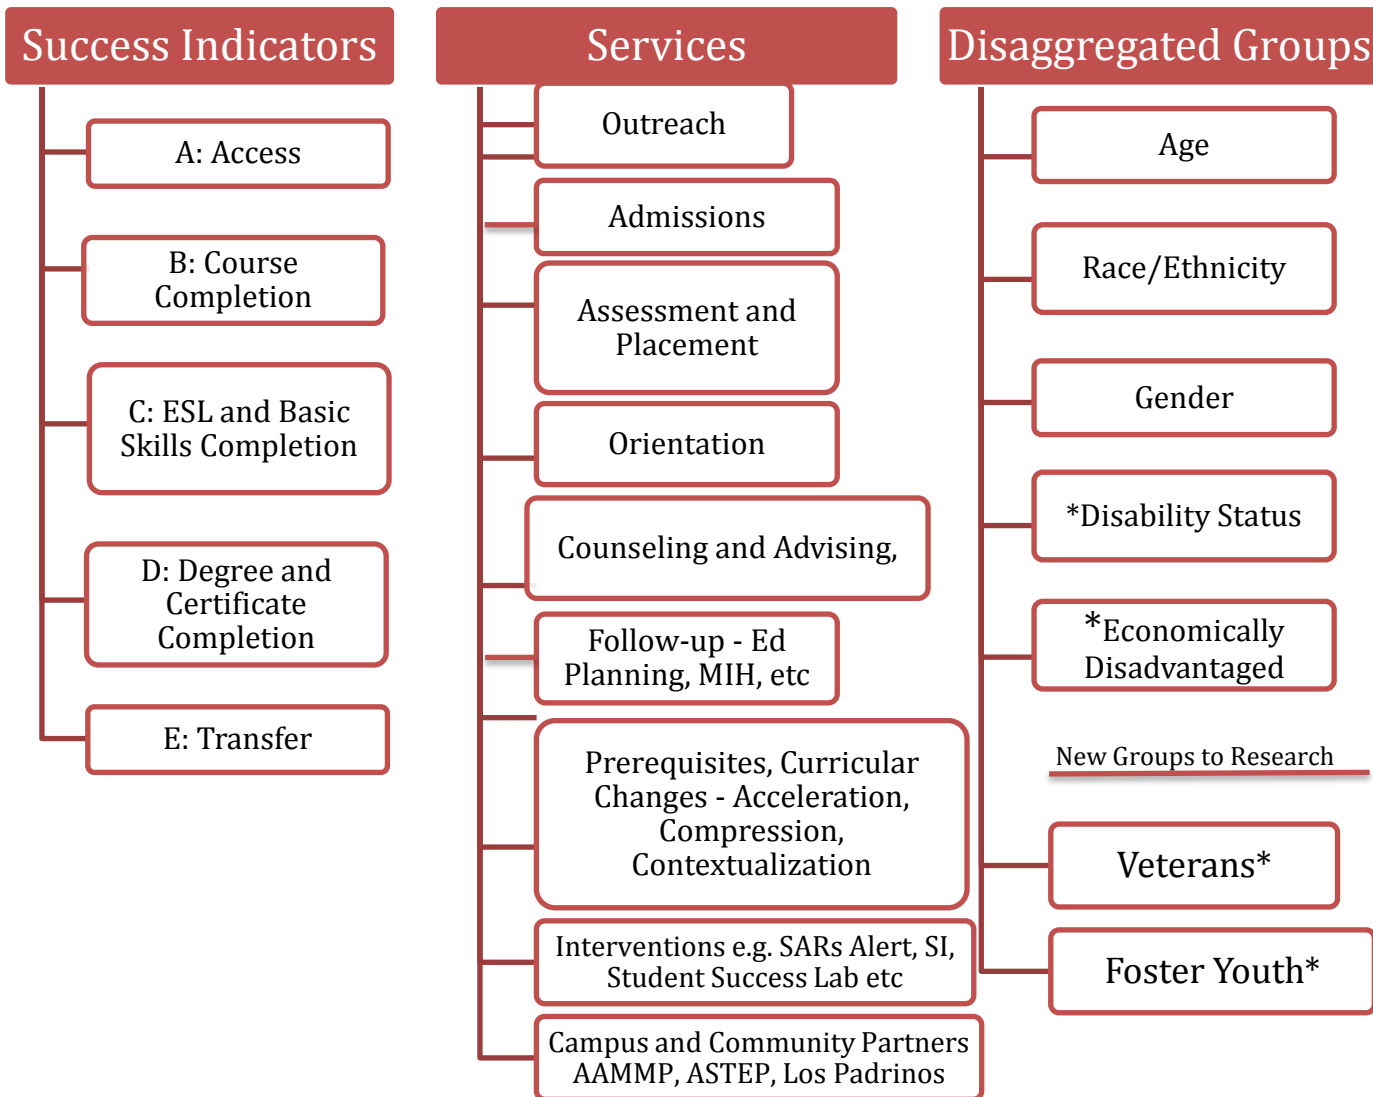 Success Indicators
A: Access
B: Course
Completion
C: ESL and Basic
Skills Completion
D: Degree and
Certificate
Completion
E: Transfer
Services
Outreach
Admissions
Assessment and
Placement
Orientation
Counseling and Advising,
Follow-up - Ed
Planning, MIH, etc
Prerequisites, Curricular
Changes - Acceleration,
Compression,
Contextualization
Interventions e.g. SARs Alert, SI,
Student Success Lab etc
Campus and Community Partners
AAMMP, ASTEP, Los Padrinos
Disaggregated Groups
Age
Race/Ethnicity
Gender
*Disability Status
*Economically
Disadvantaged
New Groups to Research
Veterans*
Foster Youth*